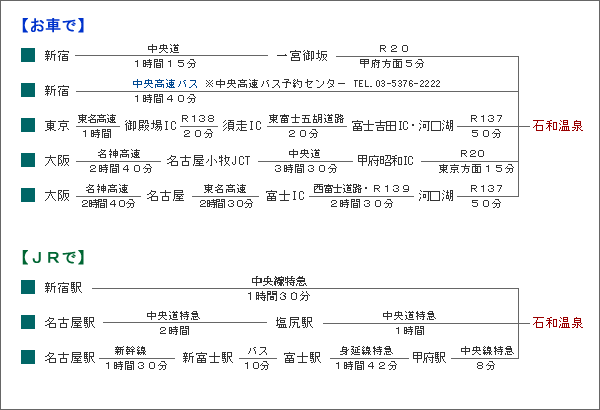 【お車で】
新宿 中央道 1時間15分 一宮御坂 R20 甲府方面5分
新宿 中央高速バス ※中央高速バス予約センター TEL.03-5376-2222 1時間40分
東京 東名高速 1時間 御殿場IC R138 20分 須走IC 東富士五胡道路 20分 富士吉田IC・河口湖 R137 50分 石和温泉
大阪 名神高速 2時間40分 名古屋小牧JCT 中央道 3時間30分 甲府昭和IC R20 東京方面15分
大阪 名神高速 2時間40分 名古屋 東名高速 2時間30分 富士IC 西富士道路・R139 2時間30分 河口湖 R137 50分
【JRで】
新宿駅 中央線特急 1時間30分
名古屋駅 中央道特急 2時間 塩尻駅 中央道特急 1時間 石和温泉
名古屋駅 新幹線 1時間30分 新富士駅 バス 10分 富士駅 身延線特急 1時間42分 甲府駅 中央線特急 8分